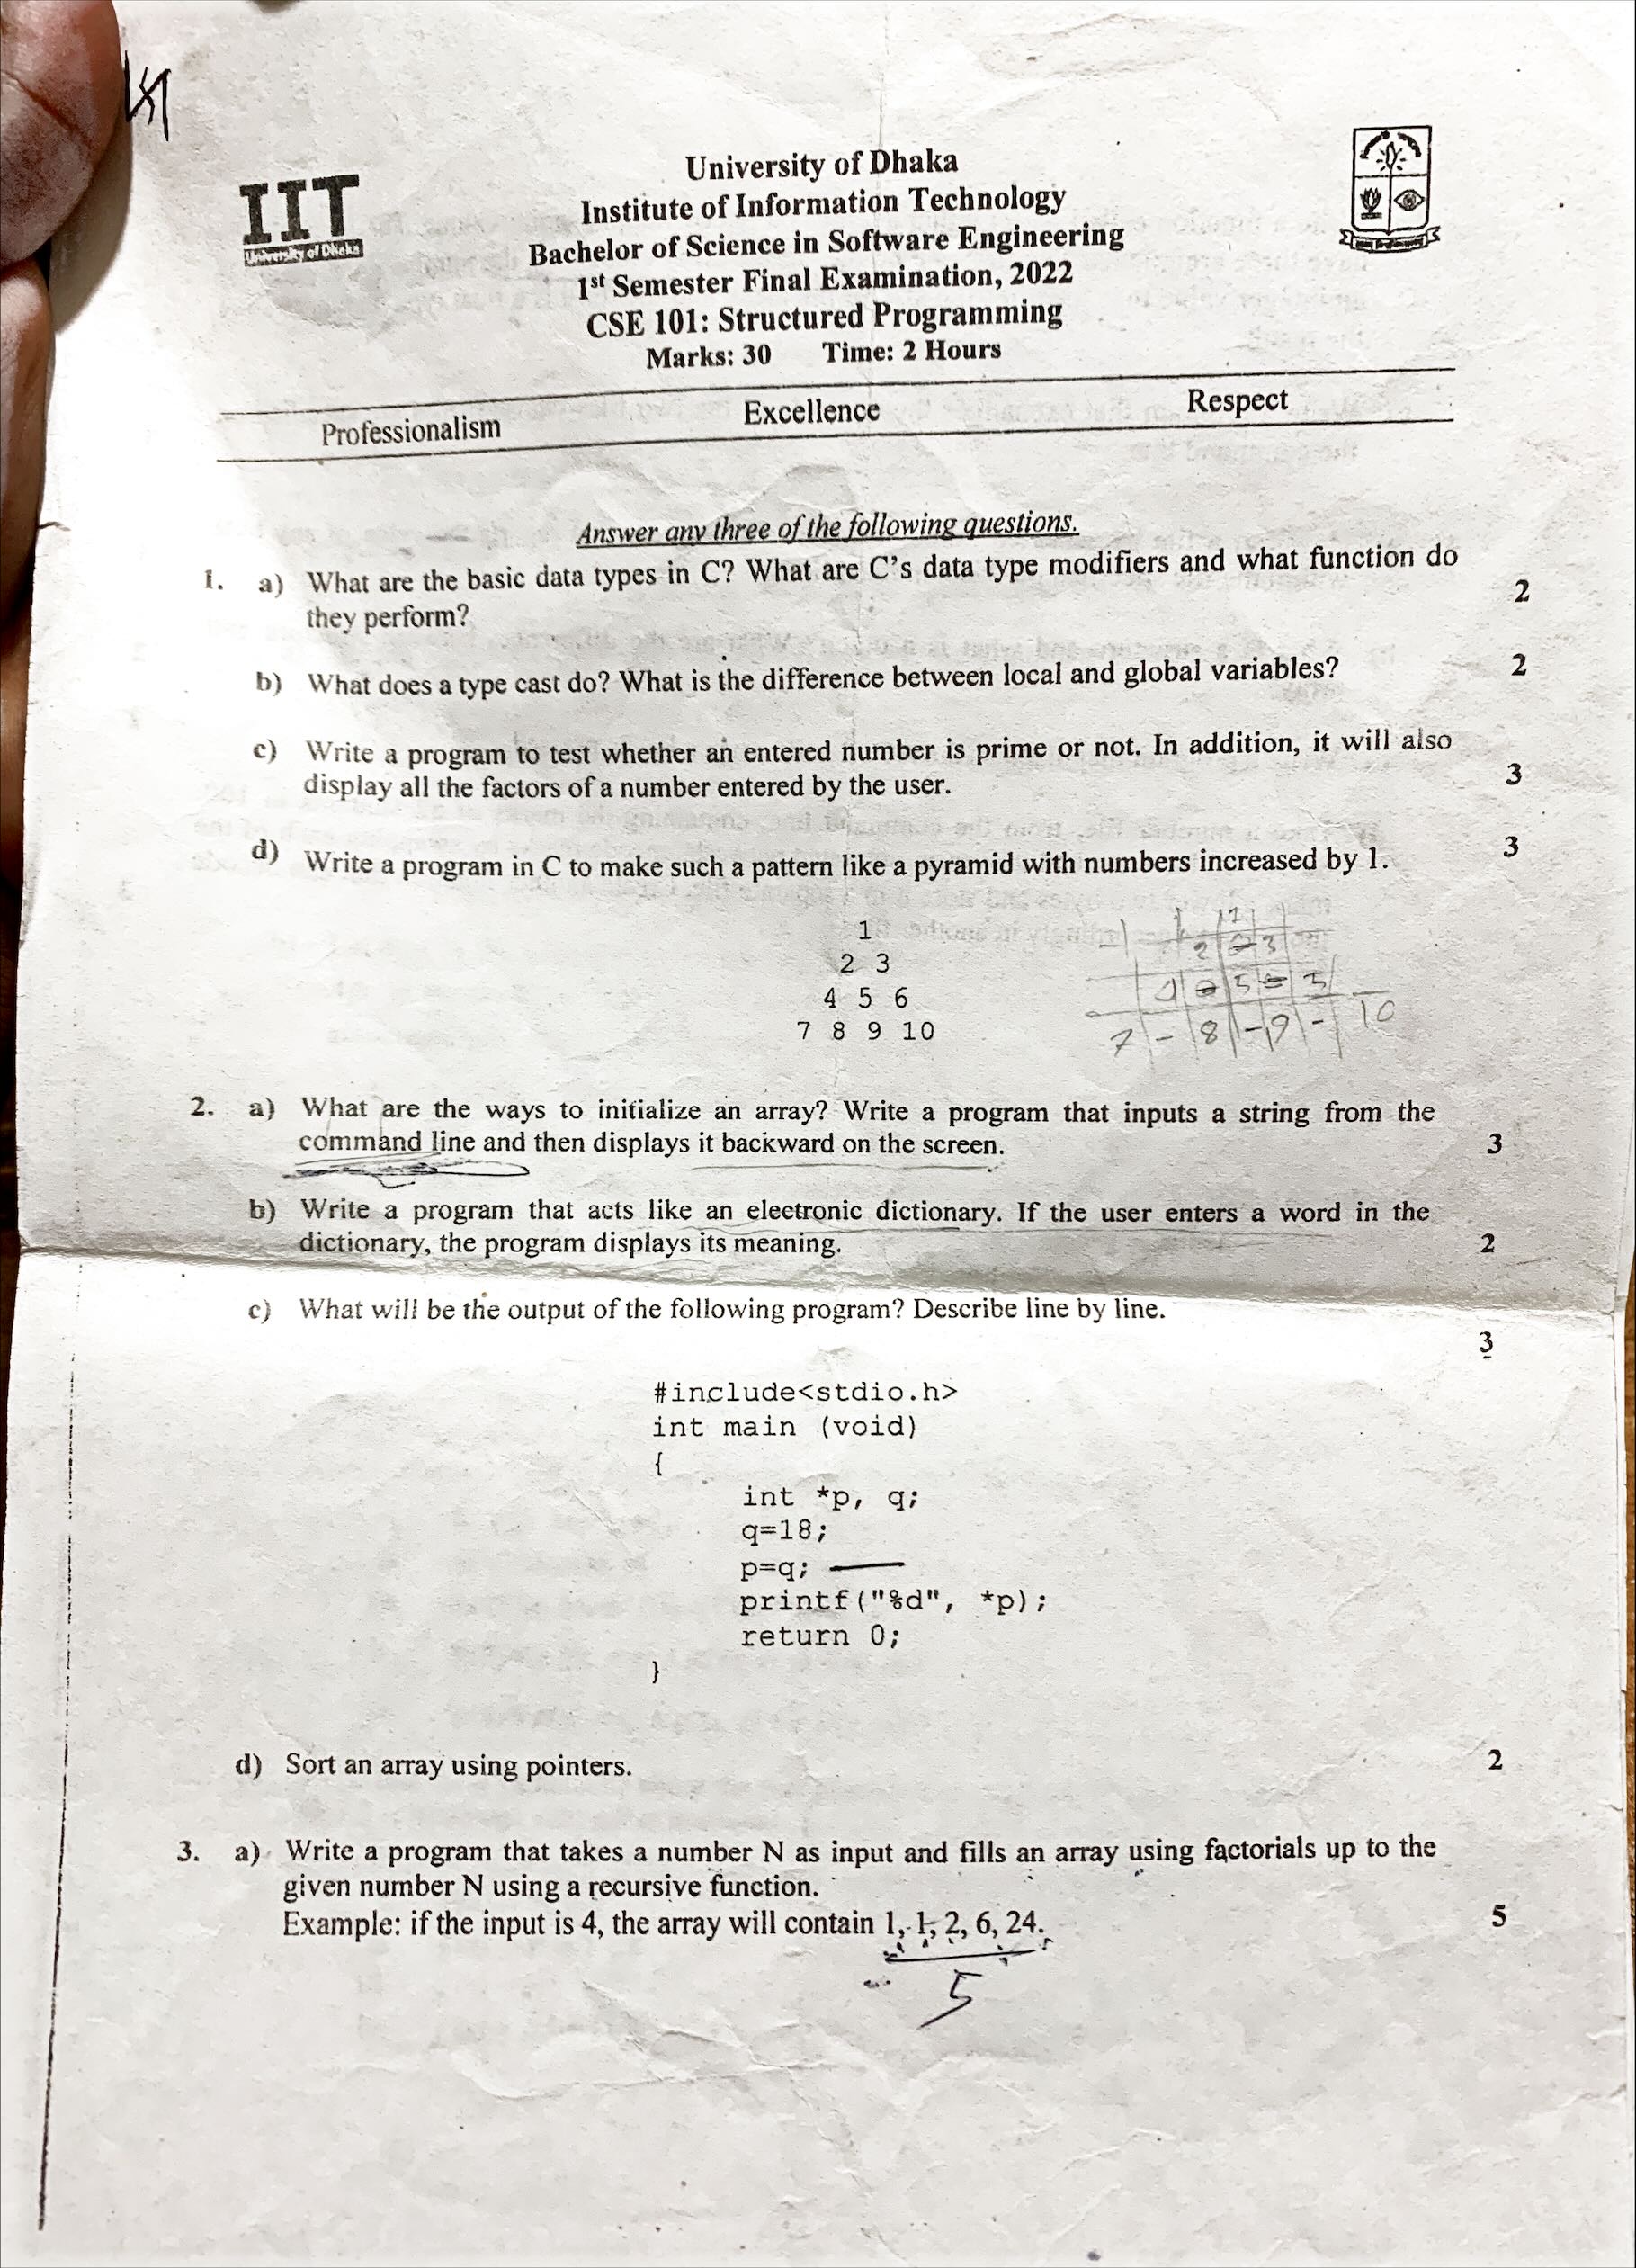 IIT
University of Dhaka
University of Dhaka
Institute of Information Technology
Bachelor of Science in Software Engineering
1st Semester Final Examination, 2022
CSE 101: Structured Programming
Marks: 30 Time: 2 Hours
Professionalism Excellence Respect
Answer any three of the following questions.
1. a) What are the basic data types in C? What are C's data type modifiers and what function do
they perform? 2
b) What does a type cast do? What is the difference between local and global variables? 2
c) Write a program to test whether an entered number is prime or not. In addition, it will also
display all the factors of a number entered by the user. 3
d) Write a program in C to make such a pattern like a pyramid with numbers increased by 1. 3
1
2 3
4 5 6
7 8 9 10
7 - 8 - 9 - 10
2. a) What are the ways to initialize an array? Write a program that inputs a string from the
command line and then displays it backward on the screen. 3
b) Write a program that acts like an electronic dictionary. If the user enters a word in the
dictionary, the program displays its meaning. 2
c) What will be the output of the following program? Describe line by line.
3
#include<stdio.h>
int main (void)
{
int *p, q;
q=18;
p=q;
printf("%d", *p);
return 0;
}
d) Sort an array using pointers. 2
3. a) Write a program that takes a number N as input and fills an array using factorials up to the
given number N using a recursive function.
Example: if the input is 4, the array will contain 1, 1, 2, 6, 24. 5
5